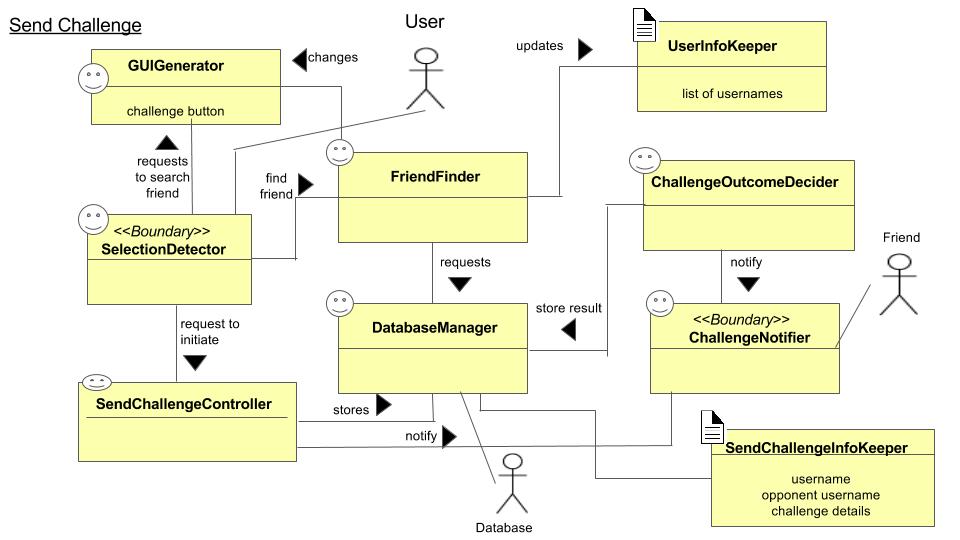 Send Challenge
User
GUIGenerator
challenge button
changes
updates
UserInfoKeeper
list of usernames
requests
to search
friend
find
friend
FriendFinder
ChallengeOutcomeDecider
<<Boundary>>
SelectionDetector
requests
notify
Friend
request to
initiate
DatabaseManager
store result
<<Boundary>>
ChallengeNotifier
SendChallengeController
stores
notify
SendChallengeInfoKeeper
username
opponent username
challenge details
Database